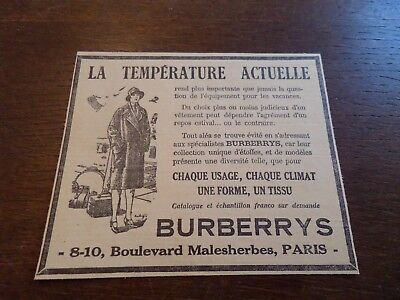 LA TEMPÉRATURE ACTUELLE
rend plus importantes que jamais la ques-
tion de l'équipement pour les vacances.
Du choix plus ou moins judicieux d'un
vêtement peut dépendre l'agrément d'un
repos estival... ou le contraire.
Tout aléa se trouve évité en s'adressant
aux spécialistes BURBERRYS, car leur
collection unique d'étoffes, et de modèles
présente une diversité telle, que pour
CHAQUE USAGE, CHAQUE CLIMAT
UNE FORME, UN TISSU
Catalogue et échantillon franco sur demande
BURBERRYS
- 8-10, Boulevard Malesherbes, PARIS -